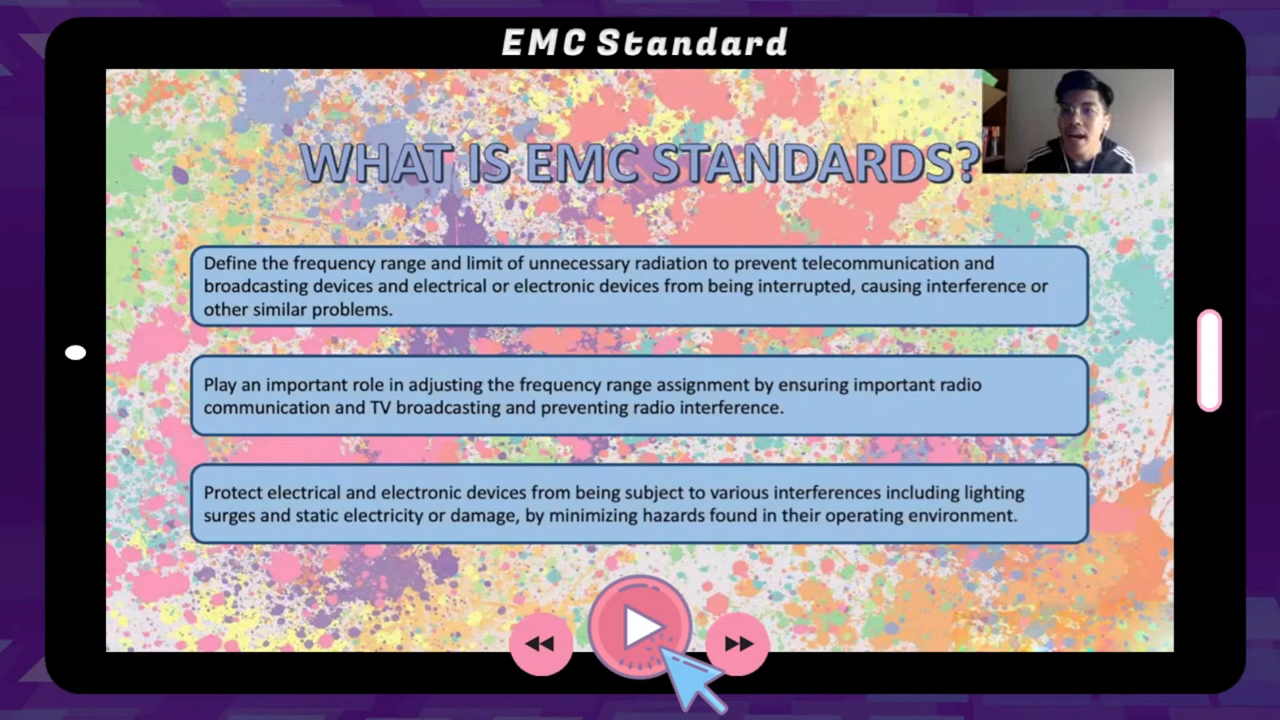 EMC Standard
WHAT IS EMC STANDARDS?
Define the frequency range and limit of unnecessary radiation to prevent telecommunication and
broadcasting devices and electrical or electronic devices from being interrupted, causing interference or
other similar problems.
Play an important role in adjusting the frequency range assignment by ensuring important radio
communication and TV broadcasting and preventing radio interference.
Protect electrical and electronic devices from being subject to various interferences including lighting
surges and static electricity or damage, by minimizing hazards found in their operating environment.